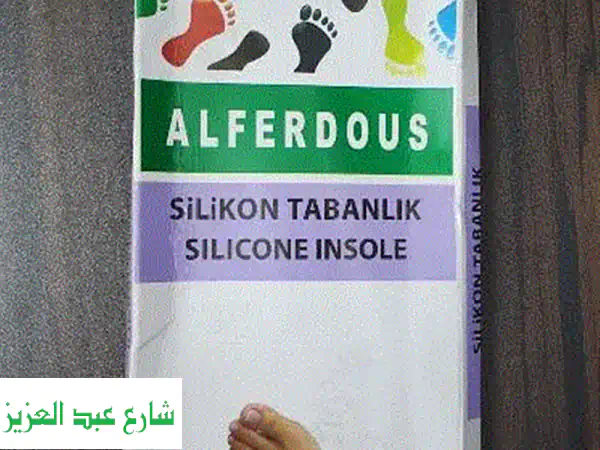 ALFERDOUS
SiLiKON TABANLIK
SILICONE INSOLE
SiLiKON TABANLIK
شارع عبد العزيز